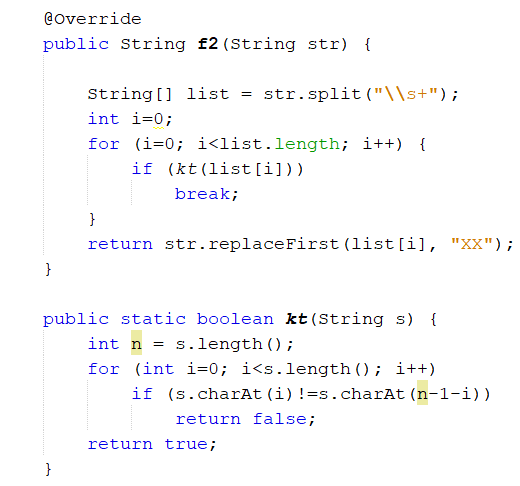 @Override
public String f2(String str) {
String[] list = str.split("\\s+");
int i=0;
for (i=0; i<list.length; i++) {
if (kt(list[i]))
break;
}
return str.replaceFirst(list[i], "XX");
}
public static boolean kt(String s) {
int n = s.length();
for (int i=0; i<s.length(); i++)
if (s.charAt(i)!=s.charAt(n-1-i))
return false;
return true;
}